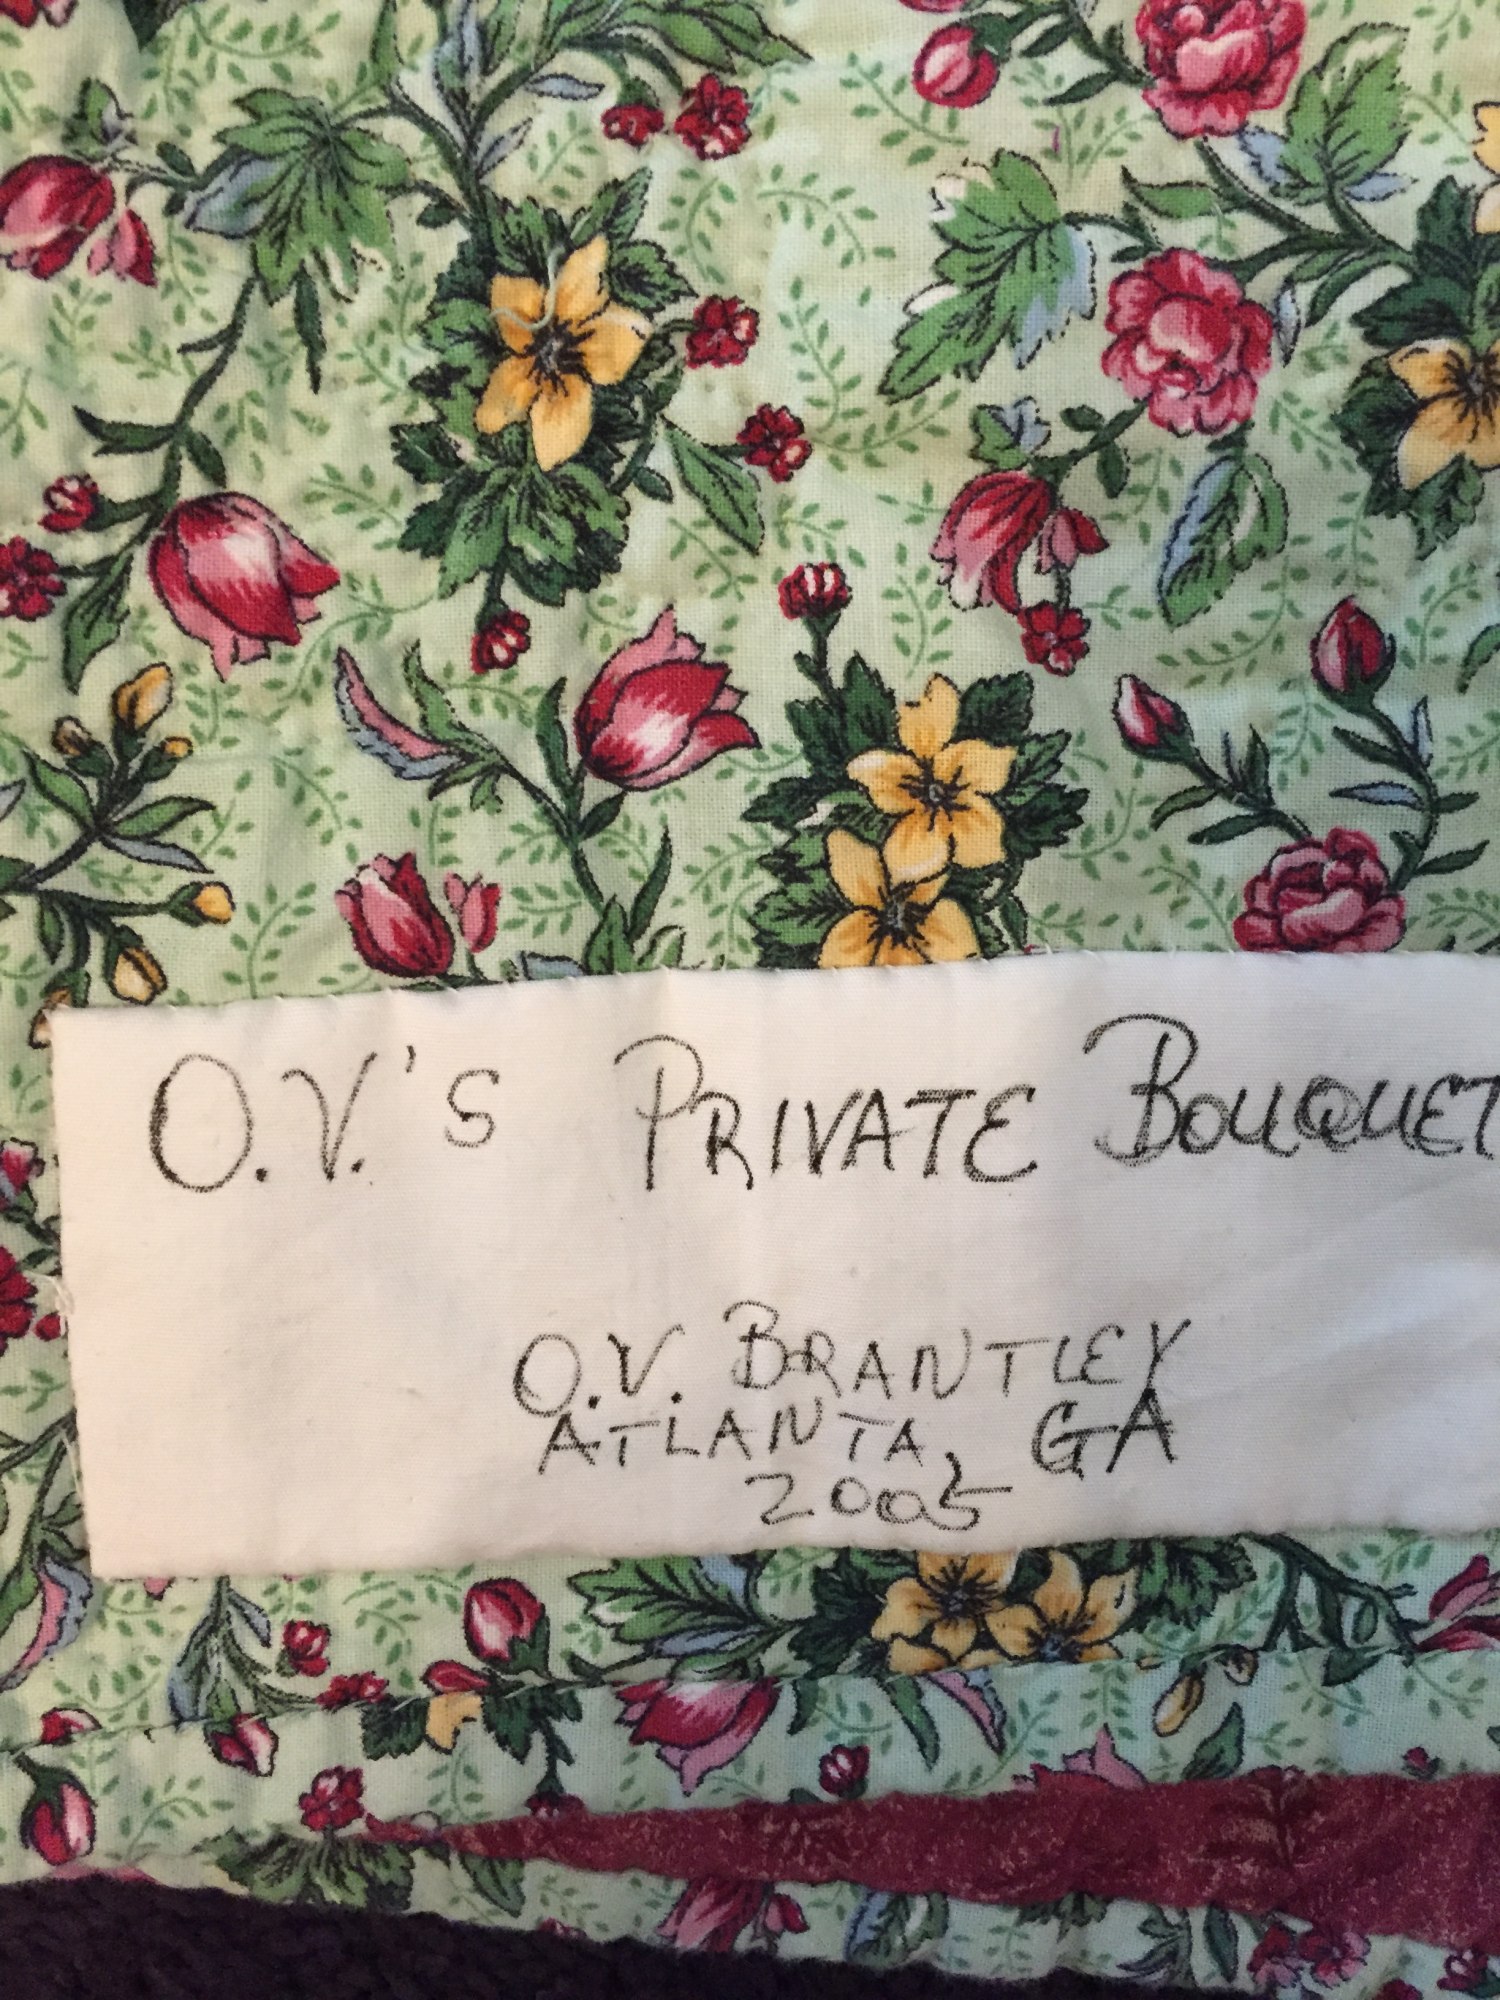 O.V.'S PRIVATE BOUQUET
O.V. BRANTLEY
ATLANTA, GA
2005